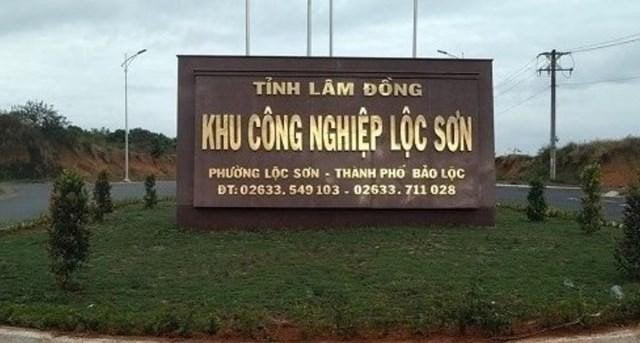 TỈNH LÂM ĐỒNG
KHU CÔNG NGHIỆP LỘC SƠN
PHƯỜNG LỘC SƠN - THÀNH PHỐ BẢO LỘC
ĐT: 02633. 549 103 - 02633. 711 028